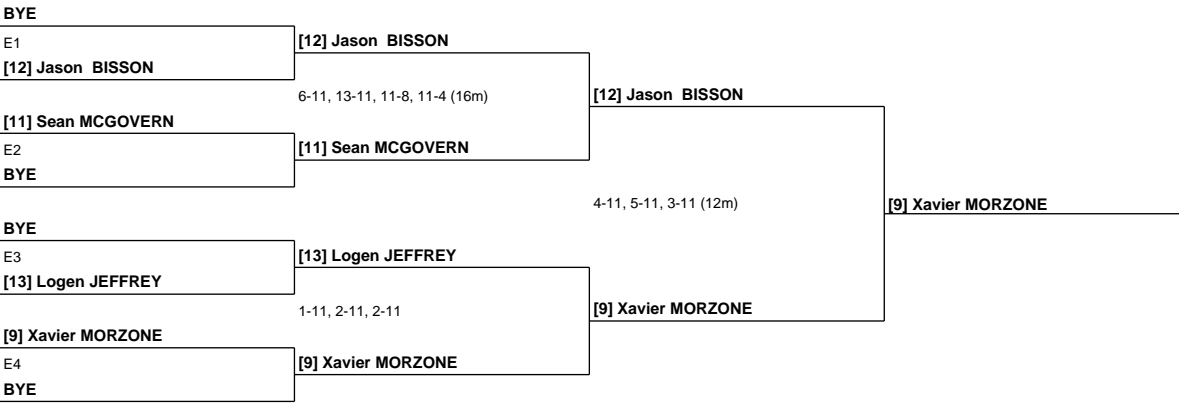 BYE
E1
[12] Jason  BISSON
[12] Jason  BISSON
6-11, 13-11, 11-8, 11-4 (16m)
[12] Jason  BISSON
[11] Sean MCGOVERN
E2
BYE
[11] Sean MCGOVERN
4-11, 5-11, 3-11 (12m)
[9] Xavier MORZONE
BYE
E3
[13] Logen JEFFREY
[13] Logen JEFFREY
1-11, 2-11, 2-11
[9] Xavier MORZONE
[9] Xavier MORZONE
E4
BYE
[9] Xavier MORZONE